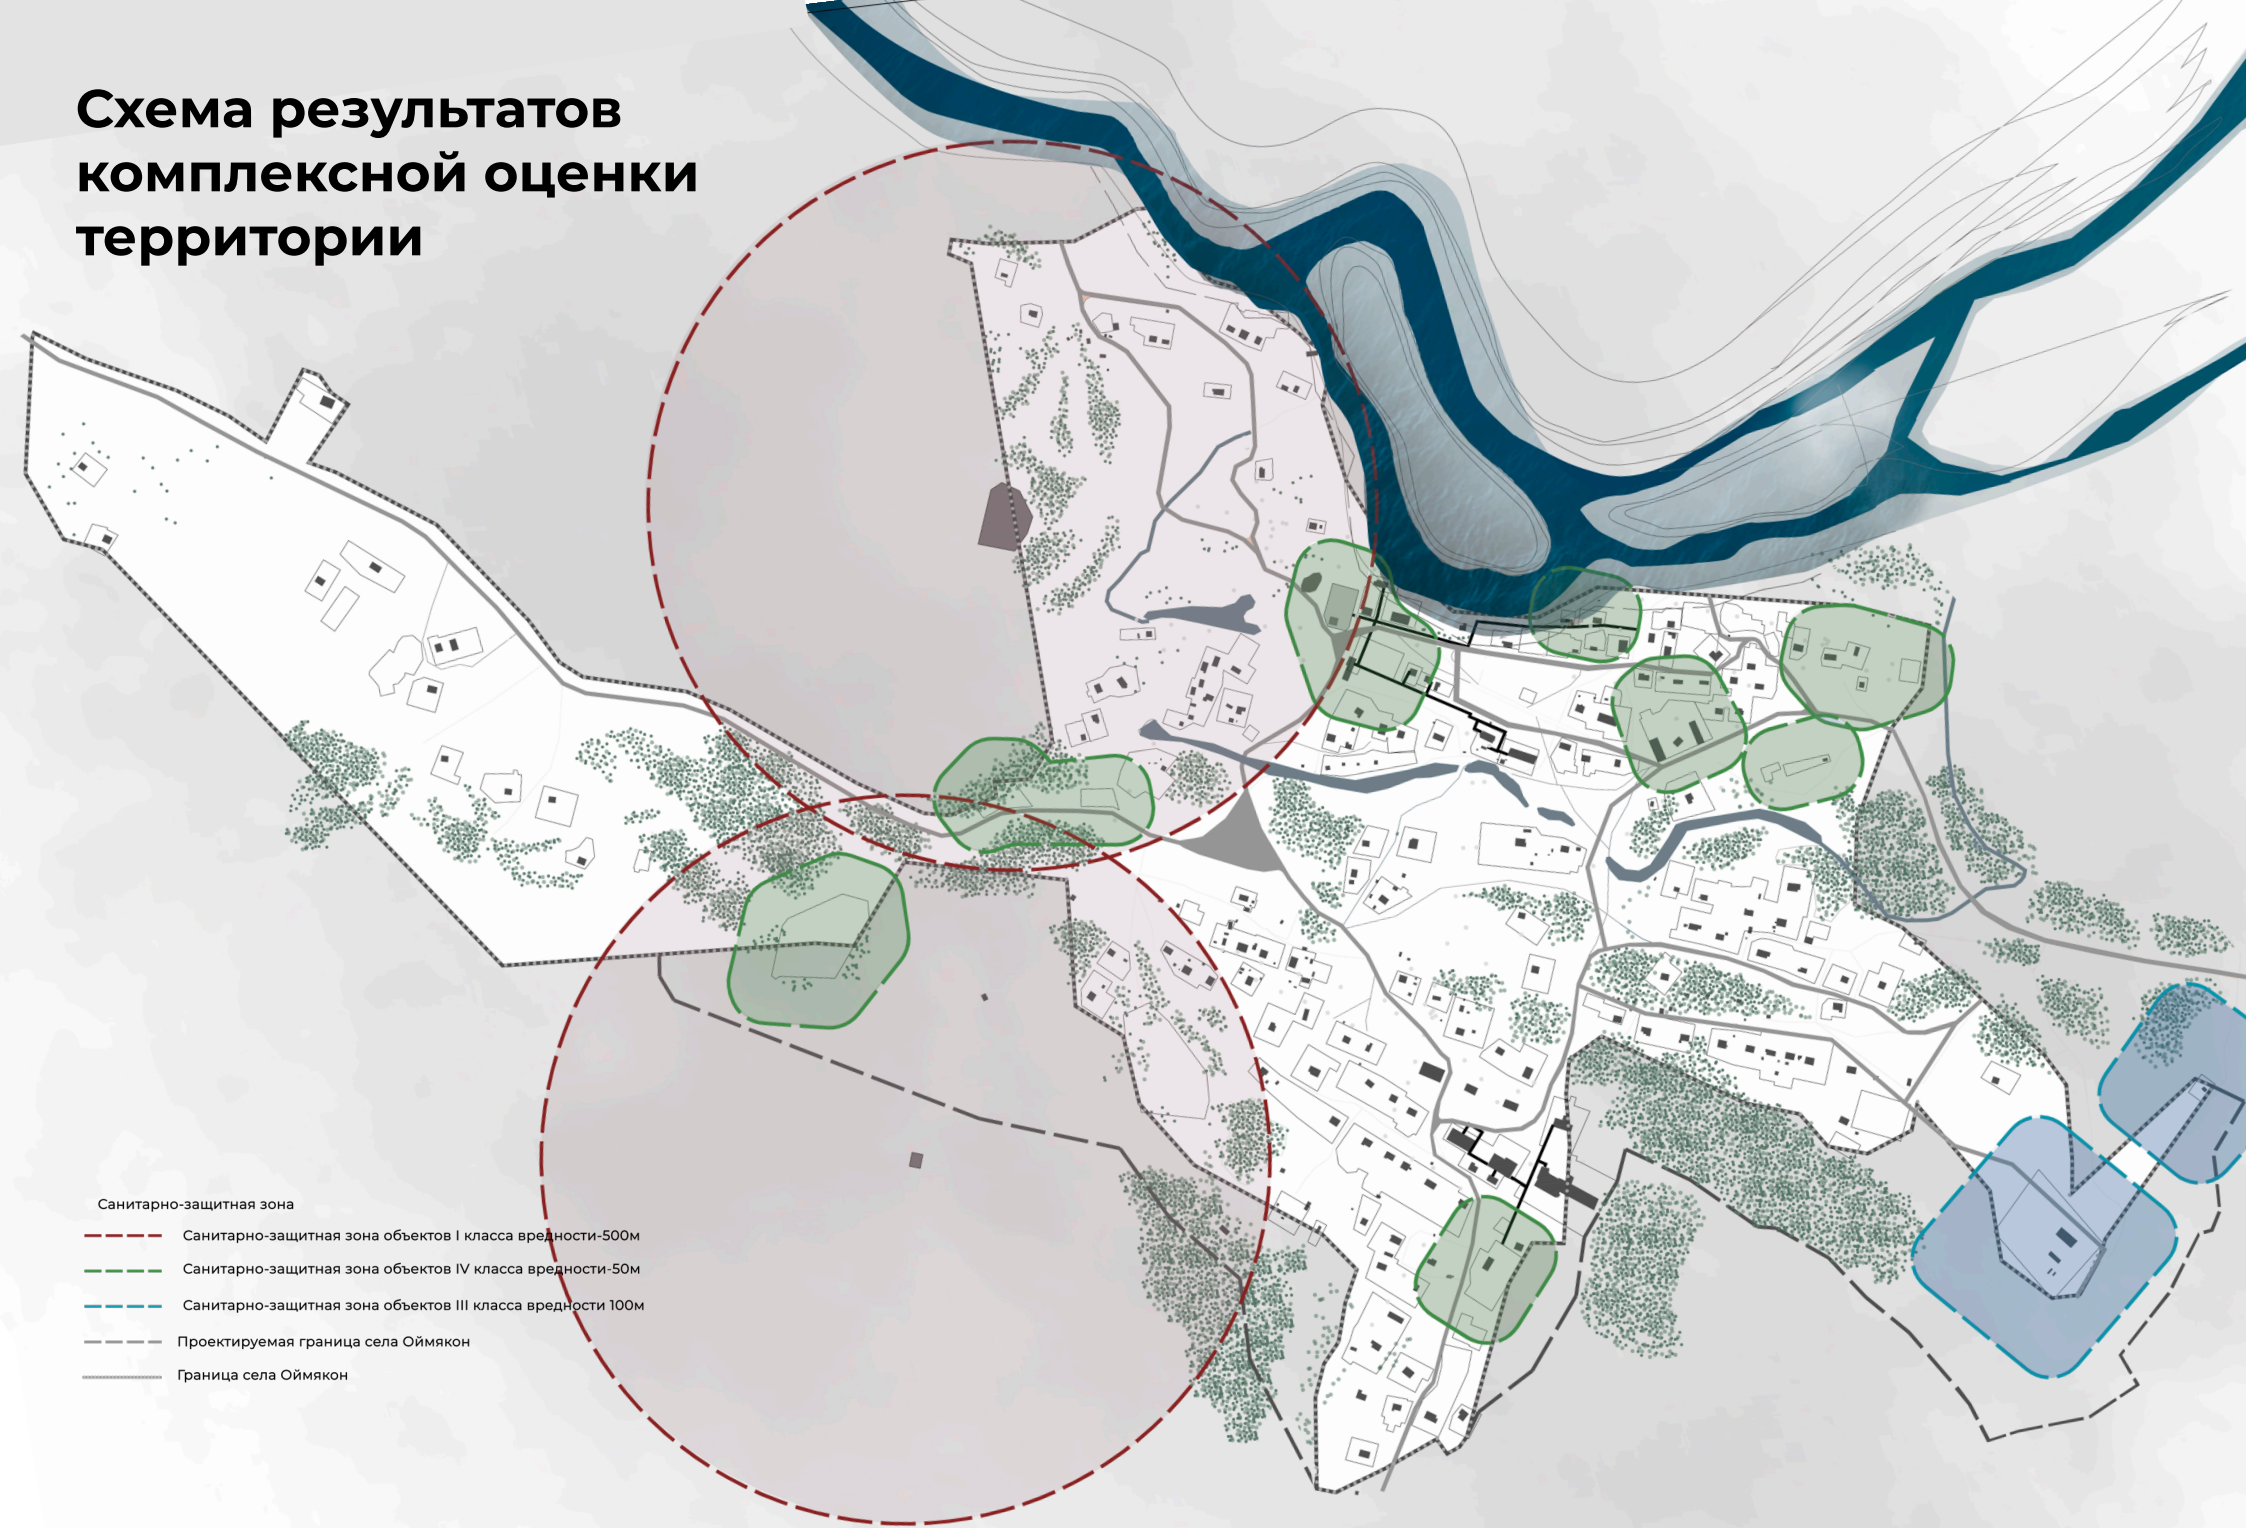 Схема результатов
комплексной оценки
территории
Санитарно-защитная зона
Санитарно-защитная зона объектов I класса вредности-500м
Санитарно-защитная зона объектов IV класса вредности-50м
Санитарно-защитная зона объектов III класса вредности 100м
Проектируемая граница села Оймякон
Граница села Оймякон